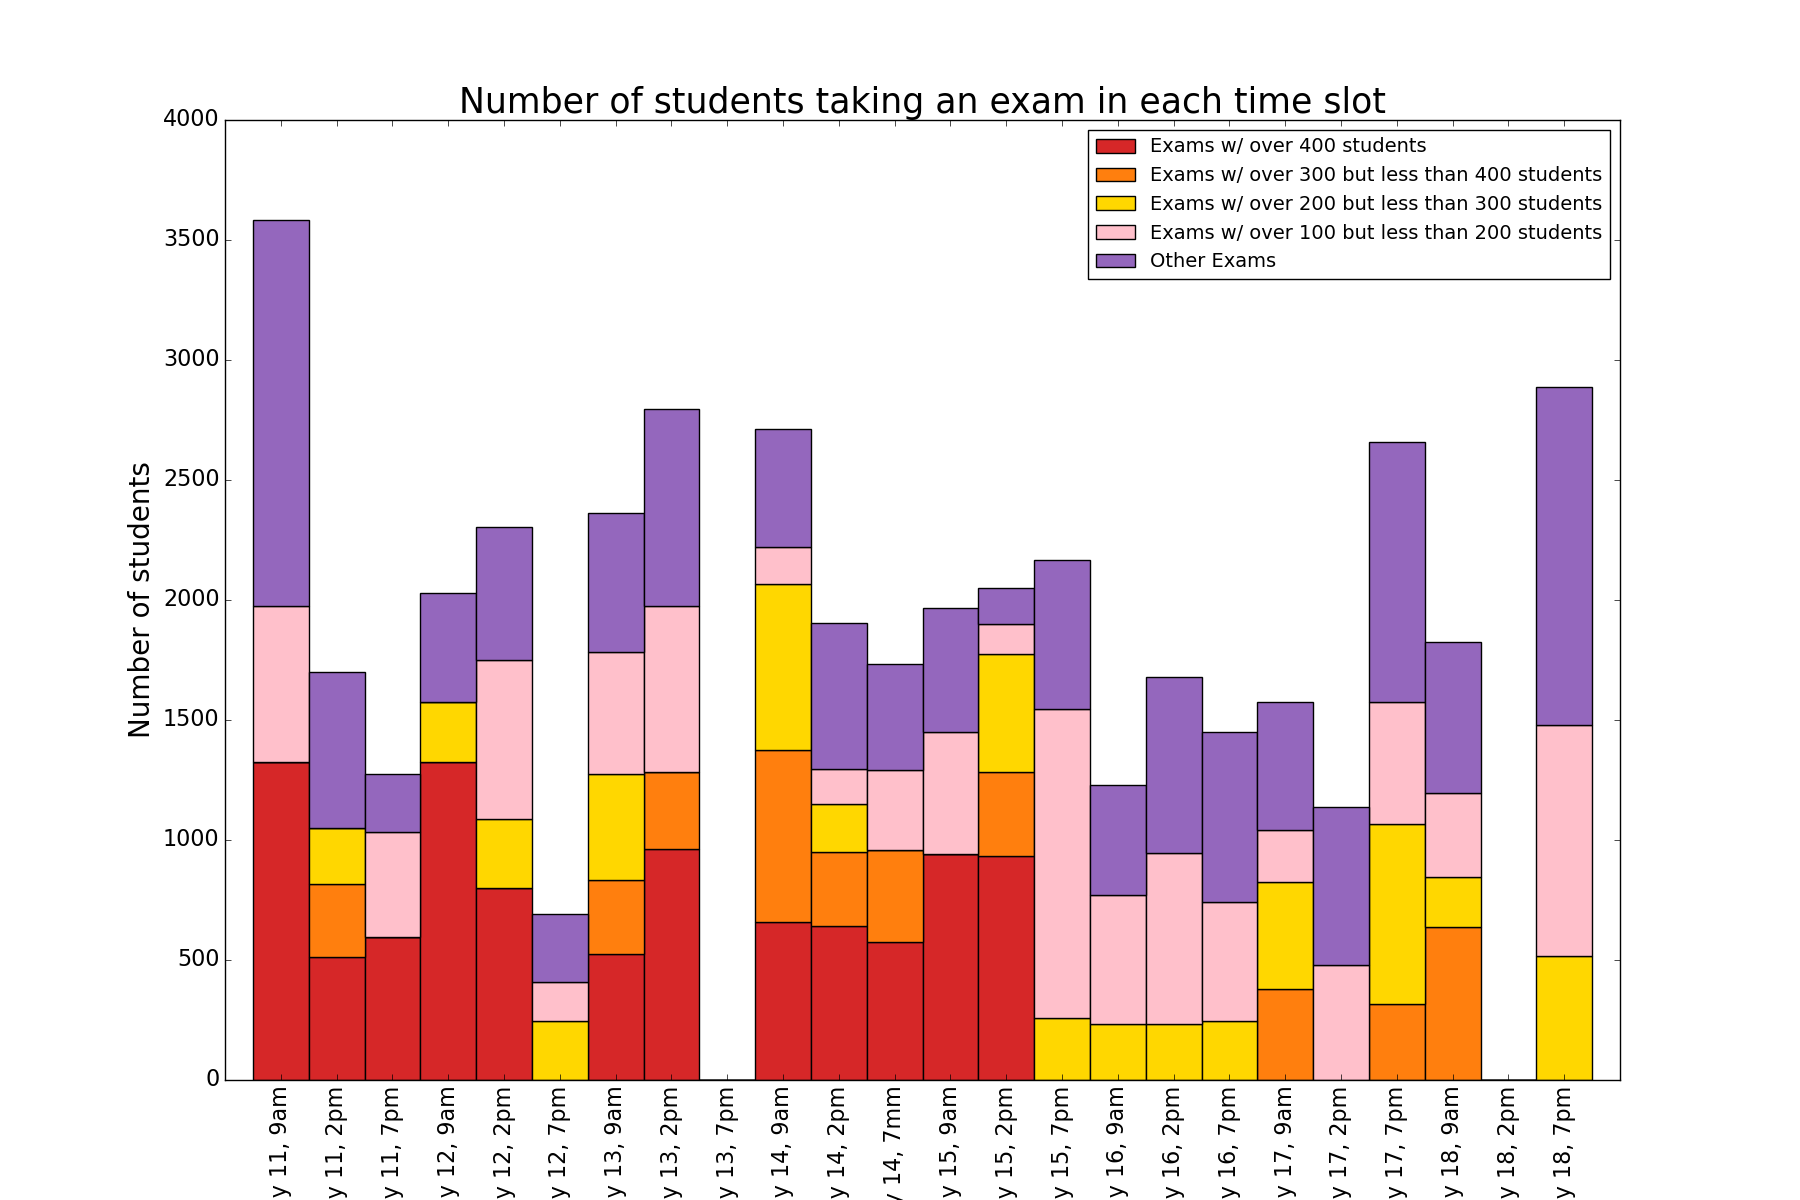 Number of students taking an exam in each time slot
Exams w/ over 400 students
Exams w/ over 300 but less than 400 students
Exams w/ over 200 but less than 300 students
Exams w/ over 100 but less than 200 students
Other Exams
Number of students
4000
3500
3000
2500
2000
1500
1000
500
0
y 11, 9am
y 11, 2pm
y 11, 7pm
y 12, 9am
y 12, 2pm
y 12, 7pm
y 13, 9am
y 13, 2pm
y 13, 7pm
y 14, 9am
y 14, 2pm
y 14, 7mm
y 15, 9am
y 15, 2pm
y 15, 7pm
y 16, 9am
y 16, 2pm
y 16, 7pm
y 17, 9am
y 17, 2pm
y 17, 7pm
y 18, 9am
y 18, 2pm
y 18, 7pm